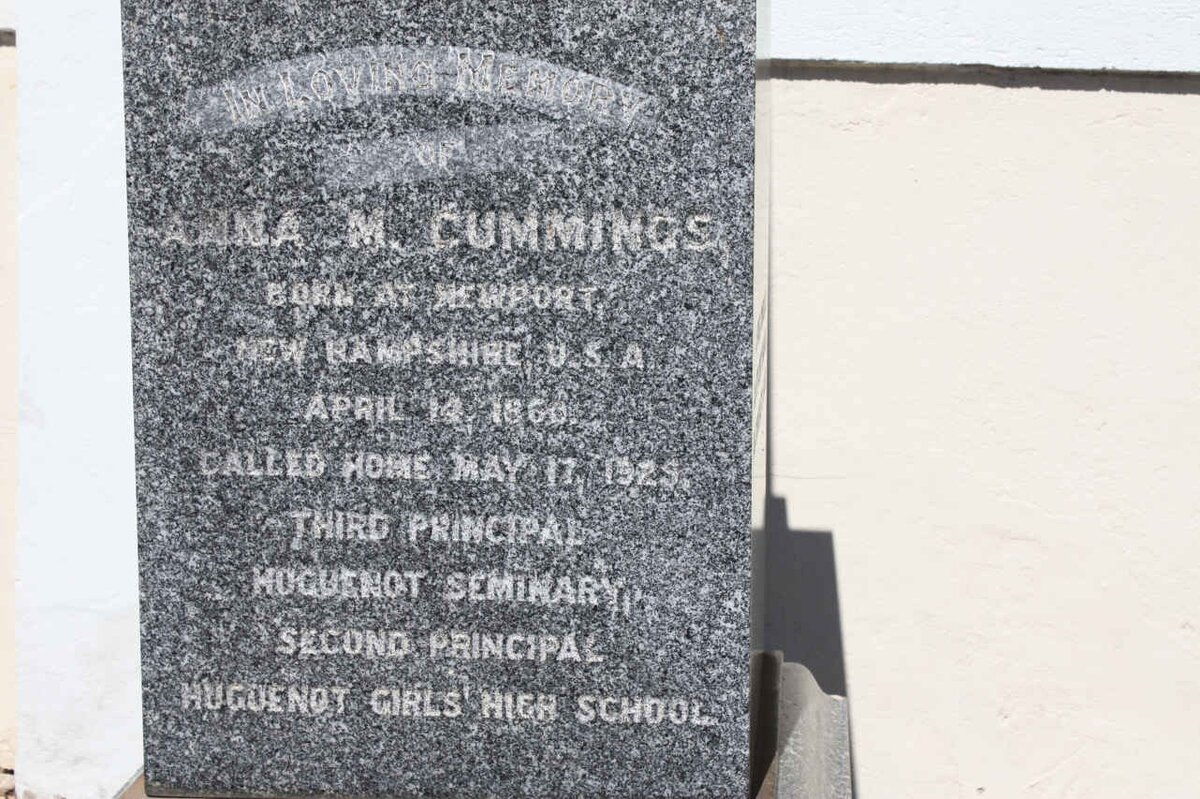 IN LOVING MEMORY
OF
ANNA M. CUMMINGS,
BORN AT NEWPORT,
NEW HAMPSHIRE, U.S.A.
APRIL 14, 1860.
CALLED HOME MAY 17, 1925.
THIRD PRINCIPAL
HUGUENOT SEMINARY,
SECOND PRINCIPAL
HUGUENOT GIRLS' HIGH SCHOOL.